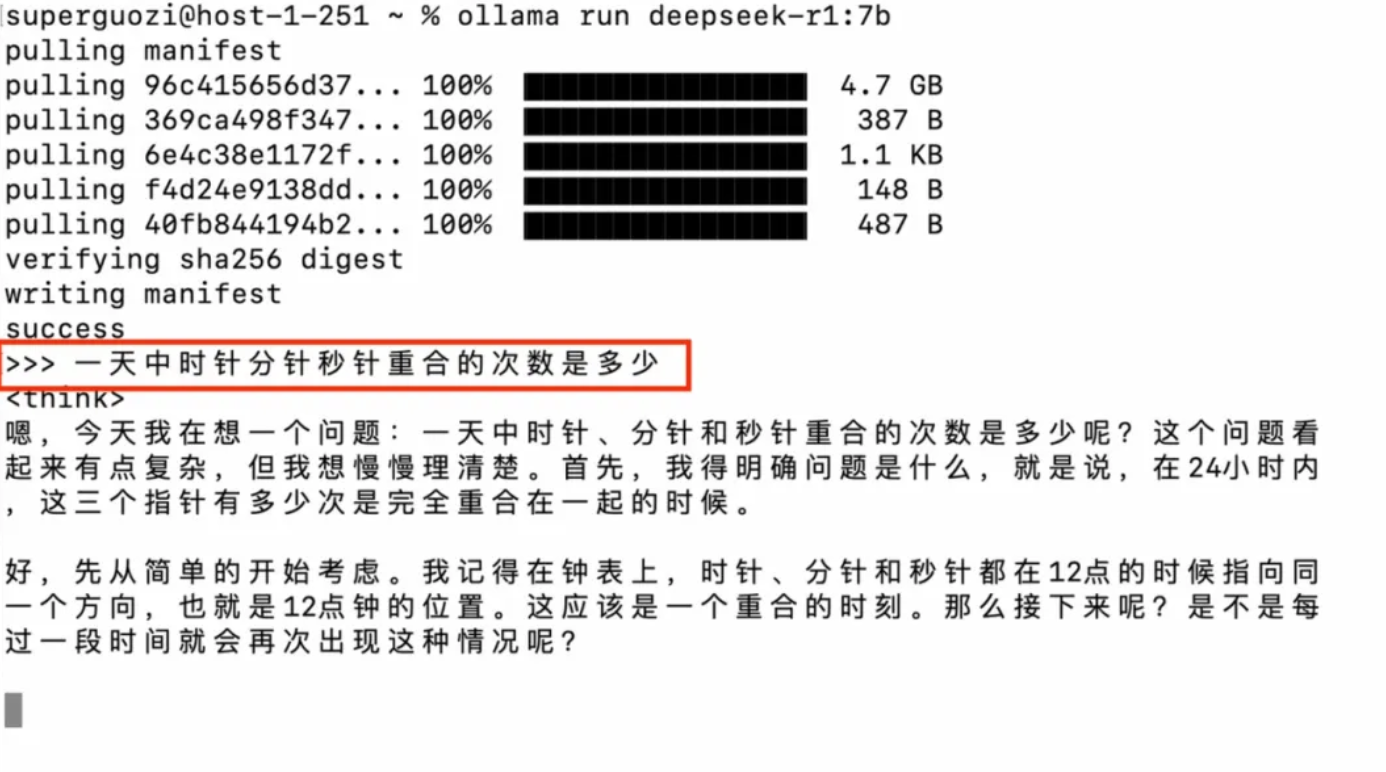 superguozi@host-1-251 ~ % ollama run deepseek-r1:7b
pulling manifest
pulling 96c415656d37... 100% 4.7 GB
pulling 369ca498f347... 100% 387 B
pulling 6e4c38e1172f... 100% 1.1 KB
pulling f4d24e9138dd... 100% 148 B
pulling 40fb844194b2... 100% 487 B
verifying sha256 digest
writing manifest
success
>>> 一天中时针分针秒针重合的次数是多少
<think>
嗯，今天我在想一个问题：一天中时针、分针和秒针重合的次数是多少呢？这个问题看
起来有点复杂，但我想慢慢理清楚。首先，我得明确问题是什么，就是说，在24小时内
，这三个指针有多少次是完全重合在一起的时候。
好，先从简单的开始考虑。我记得在钟表上，时针、分针和秒针都在12点的时候指向同
一个方向，也就是12点钟的位置。这应该是一个重合的时刻。那么接下来呢？是不是每
过一段时间就会再次出现这种情况呢？